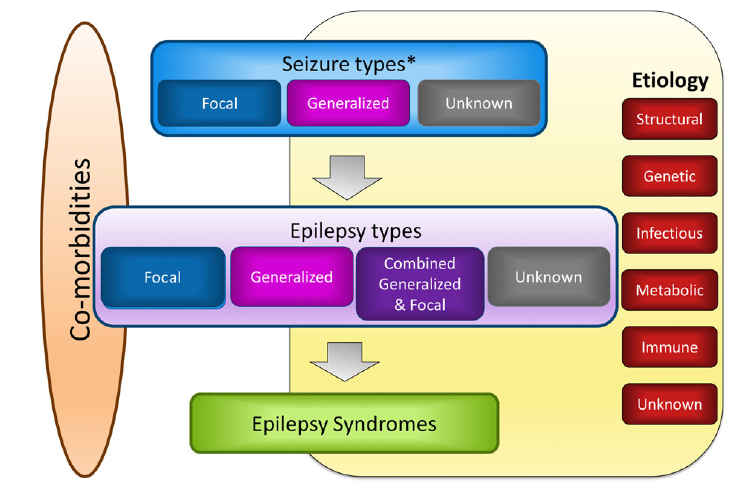 Co-morbidities
Seizure types*
Focal
Generalized
Unknown
Epilepsy types
Focal
Generalized
Combined
Generalized
& Focal
Unknown
Epilepsy Syndromes
Etiology
Structural
Genetic
Infectious
Metabolic
Immune
Unknown